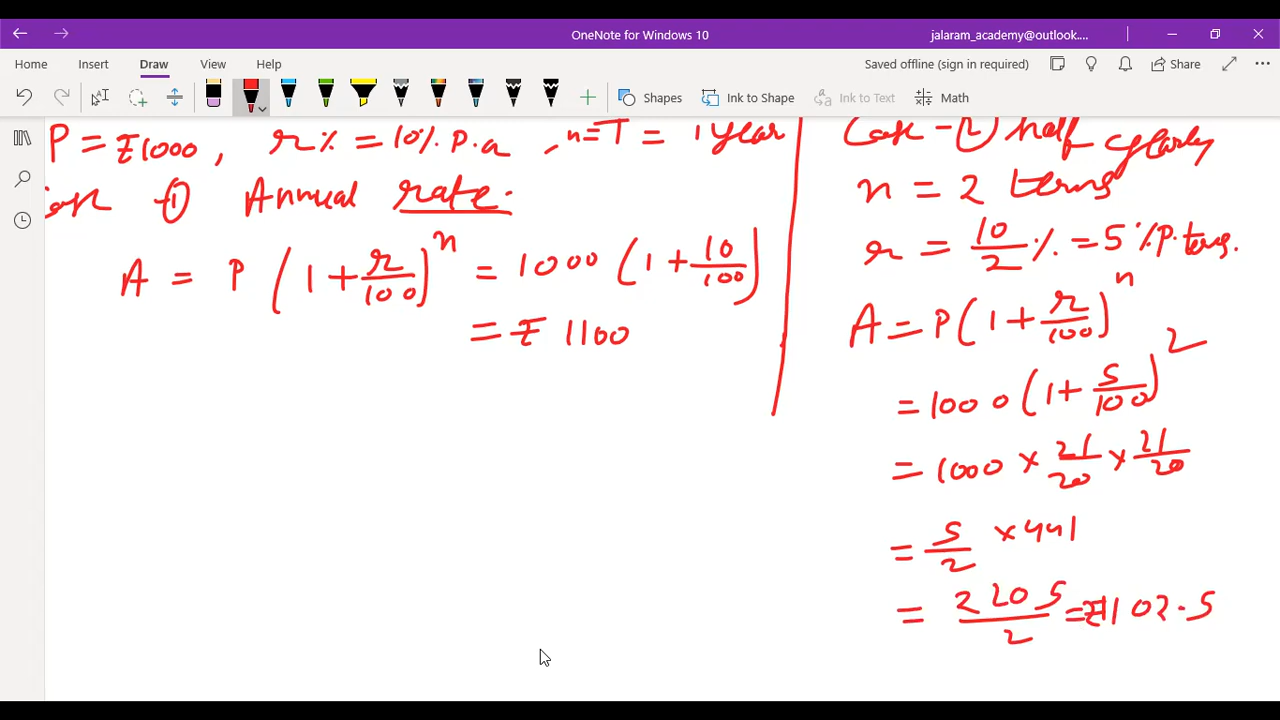 OneNote for Windows 10
jalaram_academy@outlook....
Home Insert Draw View Help
Saved offline (sign in required)
Share
Shapes
Ink to Shape
Ink to Text
Math
P = ₹1000, r% = 10% P.a, n=T = 1 year
Case ① Annual rate.
A = P (1 + r/100)^n = 1000 (1 + 10/100)
= ₹ 1100
Case - ② half yearly
n = 2 terms
r = 10/2 % = 5 % P. term.
A = P (1 + r/100)^n
= 1000 (1 + 5/100)^2
= 1000 × 21/20 × 21/20
= 5/2 × 441
= 2205/2 = ₹1102.5